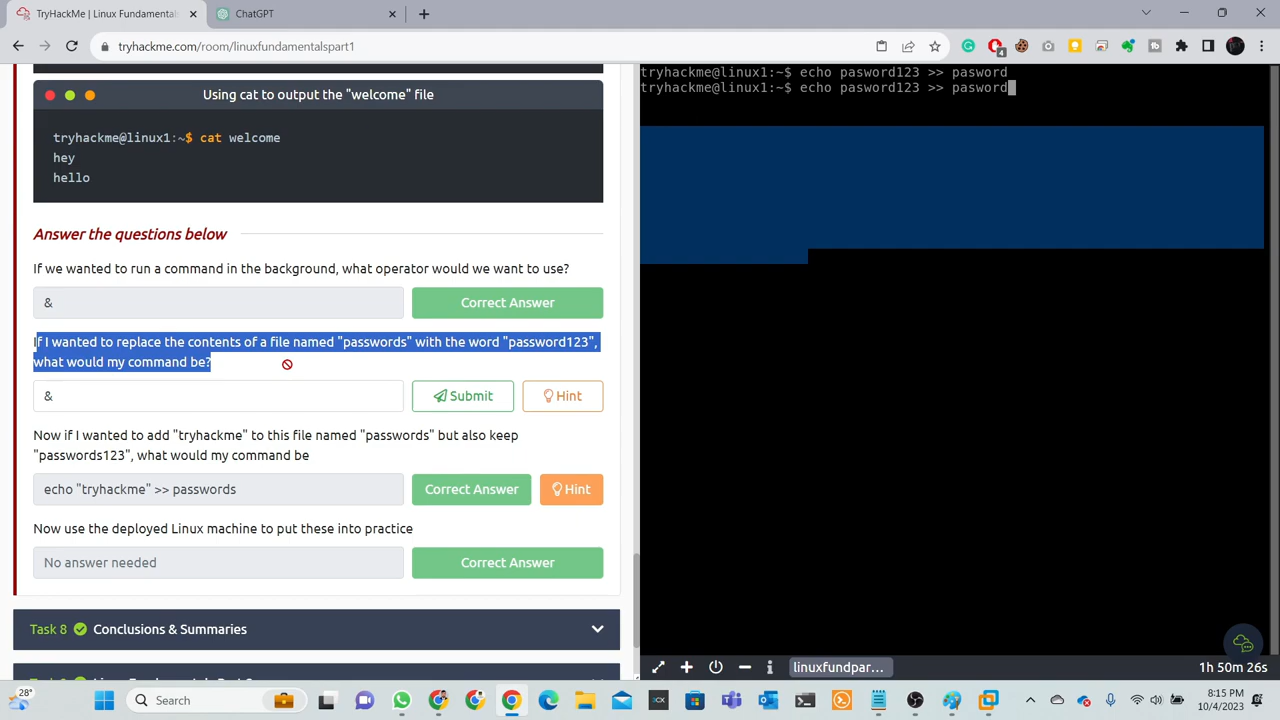 TryHackMe | Linux Fundamental
ChatGPT
tryhackme.com/room/linuxfundamentalspart1
4
Using cat to output the "welcome" file
tryhackme@linux1:~$ cat welcome
hey
hello
Answer the questions below
If we wanted to run a command in the background, what operator would we want to use?
&
Correct Answer
If I wanted to replace the contents of a file named "passwords" with the word "password123",
what would my command be?
&
Submit
Hint
Now if I wanted to add "tryhackme" to this file named "passwords" but also keep
"passwords123", what would my command be
echo "tryhackme" >> passwords
Correct Answer
Hint
Now use the deployed Linux machine to put these into practice
No answer needed
Correct Answer
Task 8 Conclusions & Summaries
tryhackme@linux1:~$ echo pasword123 >> pasword
tryhackme@linux1:~$ echo pasword123 >> pasword
linuxfundpar...
1h 50m 26s
28°
Search
8:15 PM
10/4/2023